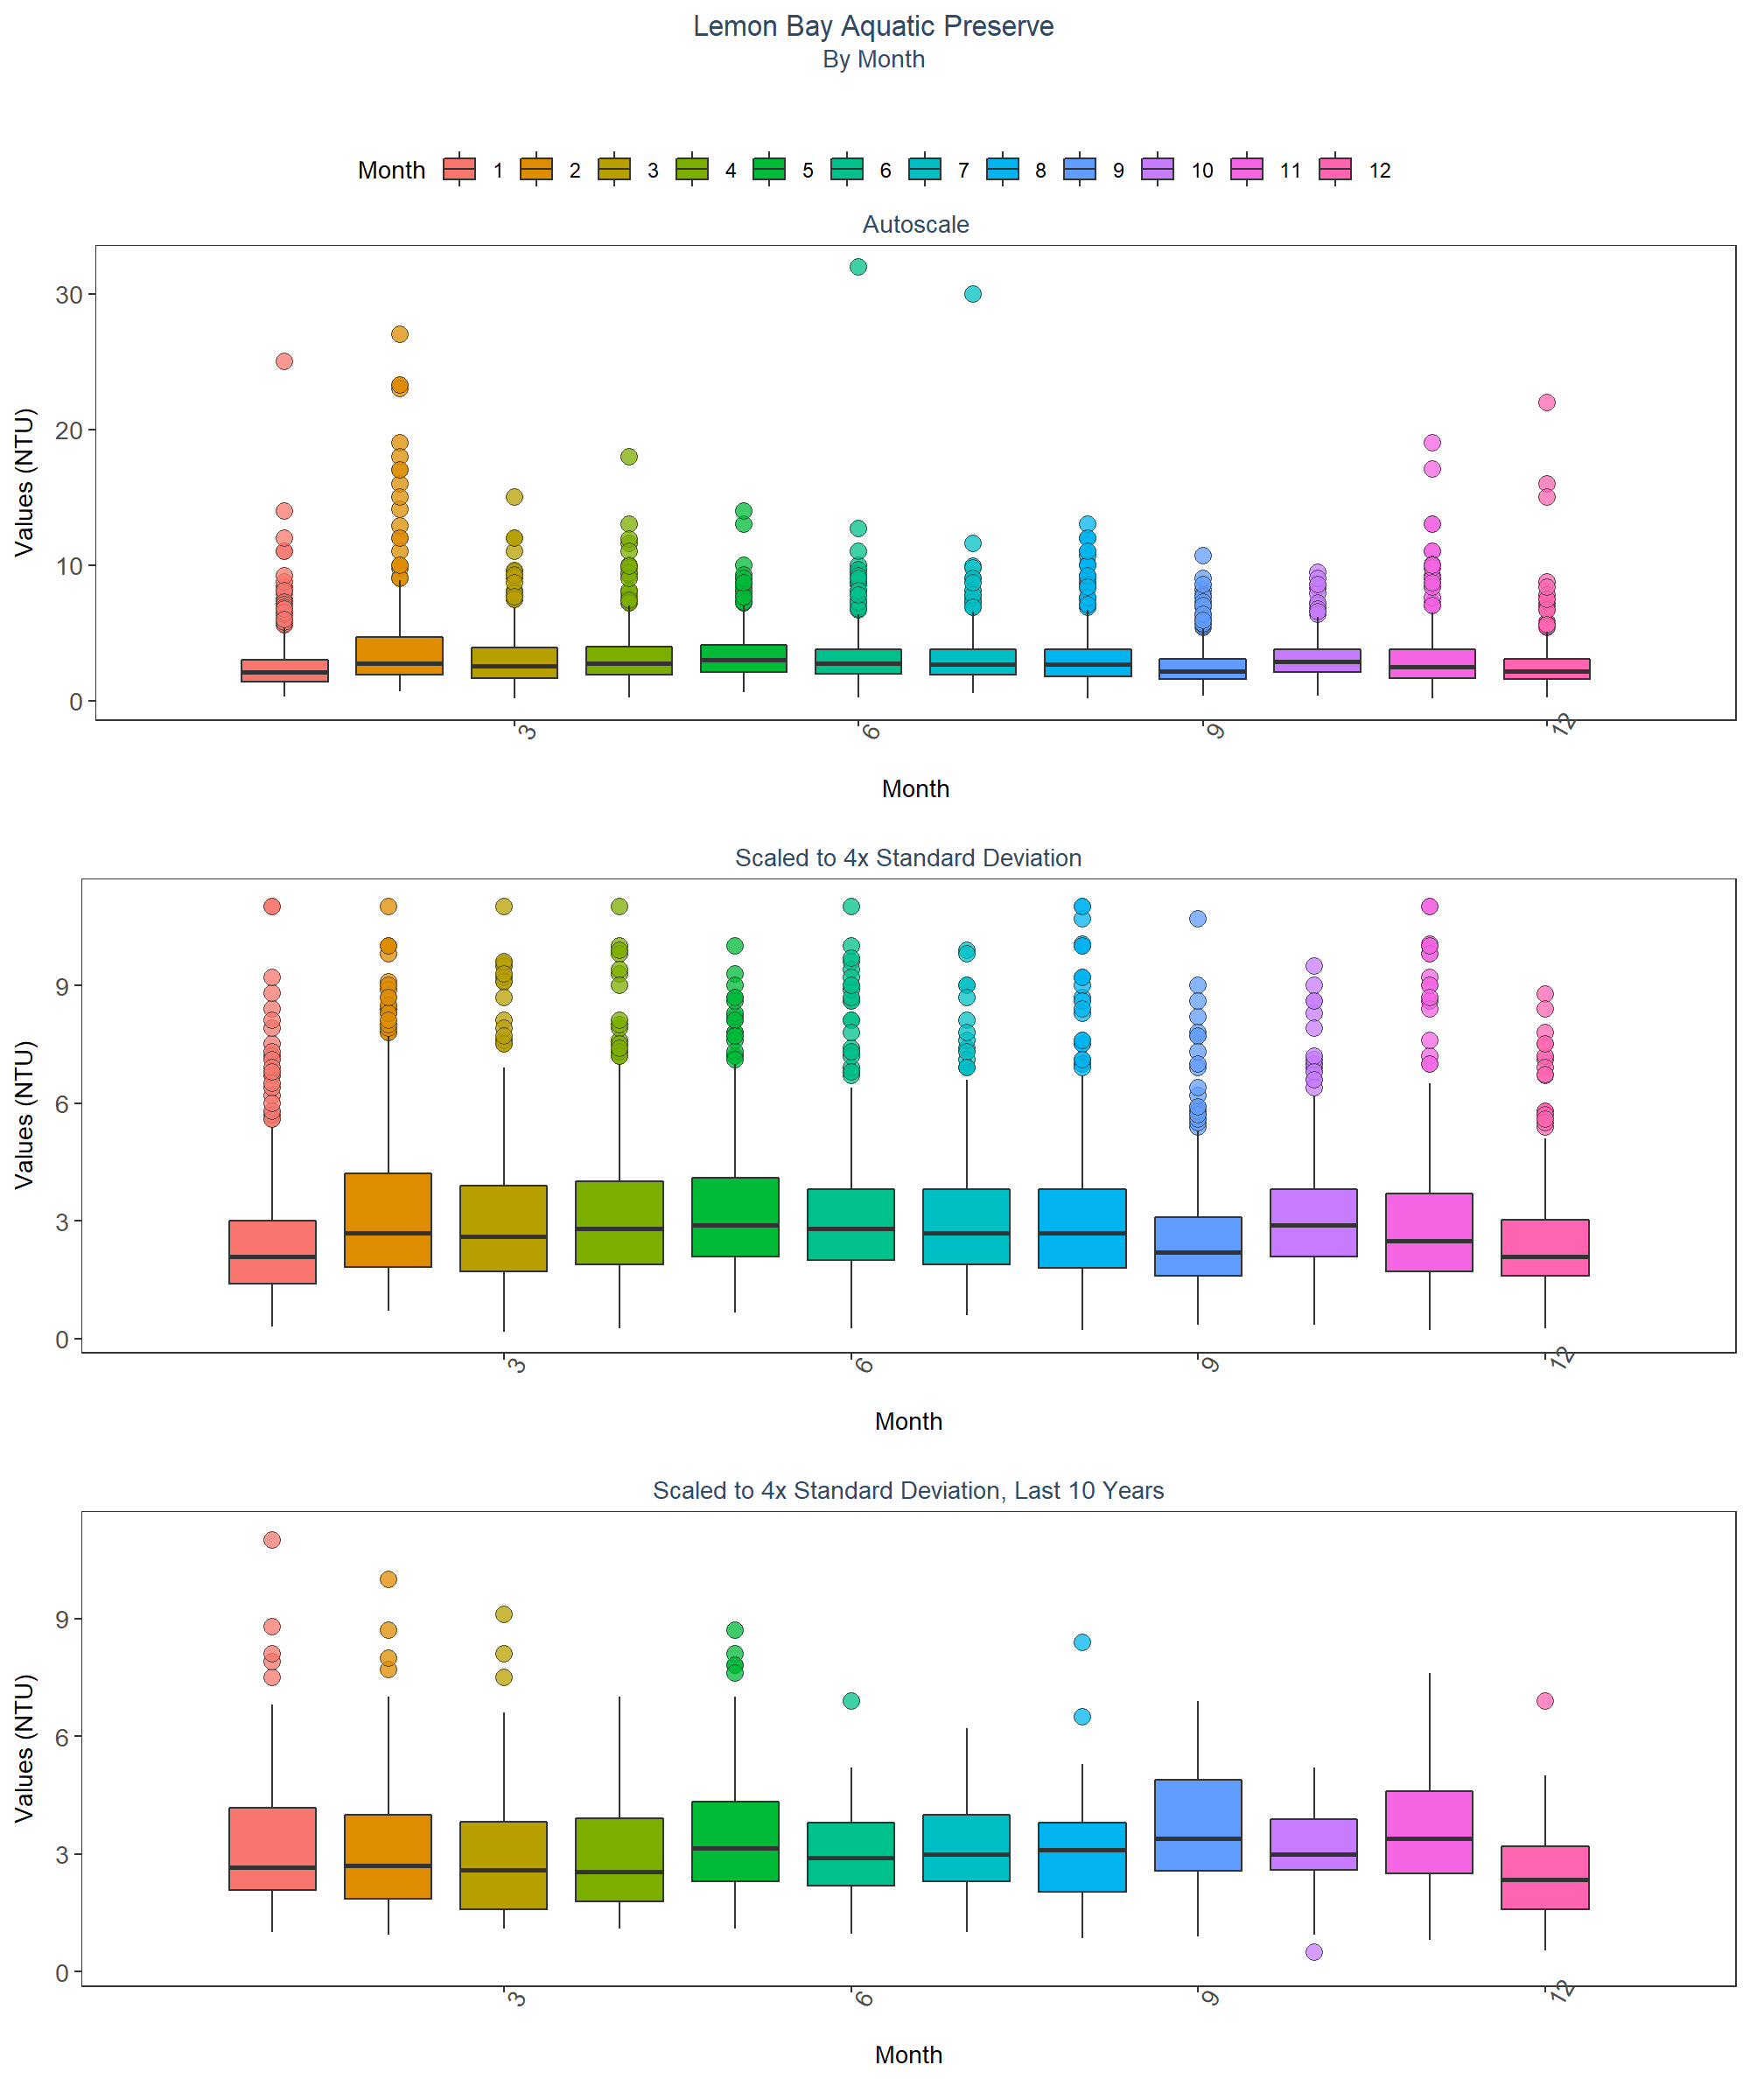 Lemon Bay Aquatic Preserve
By Month
Month 1 2 3 4 5 6 7 8 9 10 11 12
Autoscale
Values (NTU)
30
20
10
0
3 6 9 12
Month
Scaled to 4x Standard Deviation
Values (NTU)
9
6
3
0
3 6 9 12
Month
Scaled to 4x Standard Deviation, Last 10 Years
Values (NTU)
9
6
3
0
3 6 9 12
Month